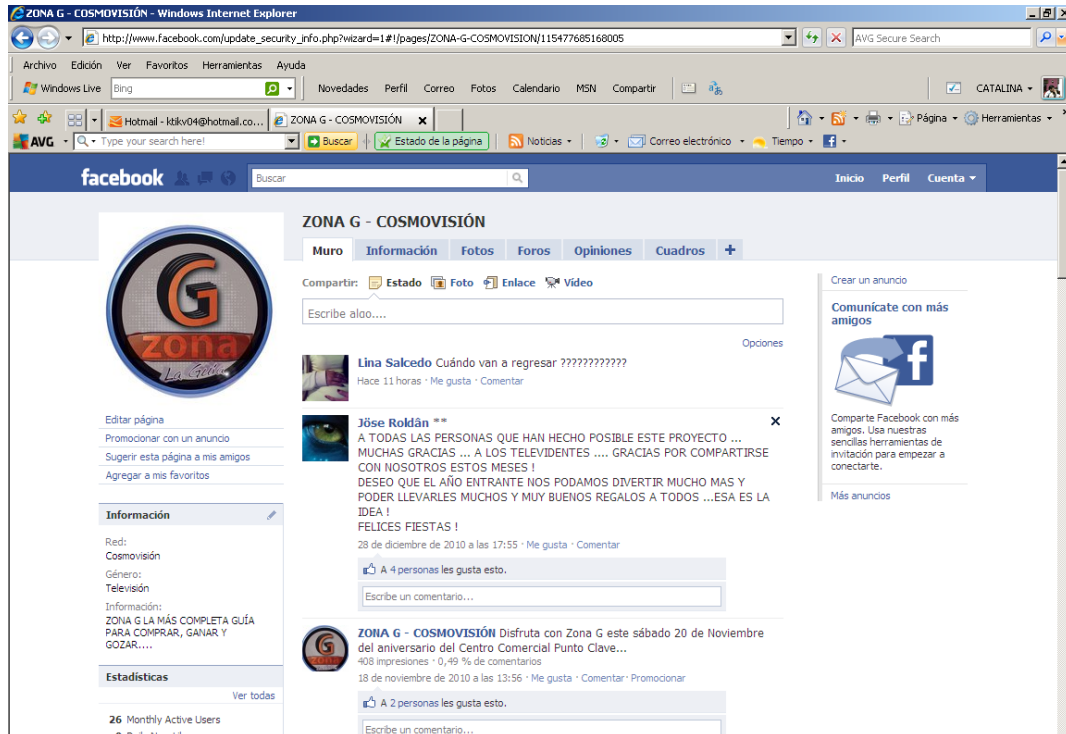 ZONA G - COSMOVISIÓN - Windows Internet Explorer
http://www.facebook.com/update_security_info.php?wizard=1#!/pages/ZONA-G-COSMOVISION/115477685168005
AVG Secure Search
Archivo Edición Ver Favoritos Herramientas Ayuda
Windows Live Bing Novedades Perfil Correo Fotos Calendario MSN Compartir CATALINA
Hotmail - ktikv04@hotmail.co... ZONA G - COSMOVISIÓN Página Herramientas
AVG Type your search here! Buscar Estado de la página Noticias Correo electrónico Tiempo
facebook Buscar Inicio Perfil Cuenta
ZONA G - COSMOVISIÓN
Muro Información Fotos Foros Opiniones Cuadros +
Compartir: Estado Foto Enlace Vídeo
Escribe algo....
Opciones
G
zona
La Guía
Editar página
Promocionar con un anuncio
Sugerir esta página a mis amigos
Agregar a mis favoritos
Información
Red:
Cosmovisión
Género:
Televisión
Información:
ZONA G LA MÁS COMPLETA GUÍA
PARA COMPRAR, GANAR Y
GOZAR....
Estadísticas
Ver todas
26 Monthly Active Users
Lina Salcedo Cuándo van a regresar ????????????
Hace 11 horas · Me gusta · Comentar
Jöse Roldân **
A TODAS LAS PERSONAS QUE HAN HECHO POSIBLE ESTE PROYECTO ...
MUCHAS GRACIAS ... A LOS TELEVIDENTES .... GRACIAS POR COMPARTIRSE
CON NOSOTROS ESTOS MESES !
DESEO QUE EL AÑO ENTRANTE NOS PODAMOS DIVERTIR MUCHO MAS Y
PODER LLEVARLES MUCHOS Y MUY BUENOS REGALOS A TODOS ...ESA ES LA
IDEA !
FELICES FIESTAS !
28 de diciembre de 2010 a las 17:55 · Me gusta · Comentar
A 4 personas les gusta esto.
Escribe un comentario...
ZONA G - COSMOVISIÓN Disfruta con Zona G este sábado 20 de Noviembre
del aniversario del Centro Comercial Punto Clave...
408 impresiones · 0,49 % de comentarios
18 de noviembre de 2010 a las 13:56 · Me gusta · Comentar · Promocionar
A 2 personas les gusta esto.
Escribe un comentario...
Crear un anuncio
Comunícate con más
amigos
Comparte Facebook con más
amigos. Usa nuestras
sencillas herramientas de
invitación para empezar a
conectarte.
Más anuncios